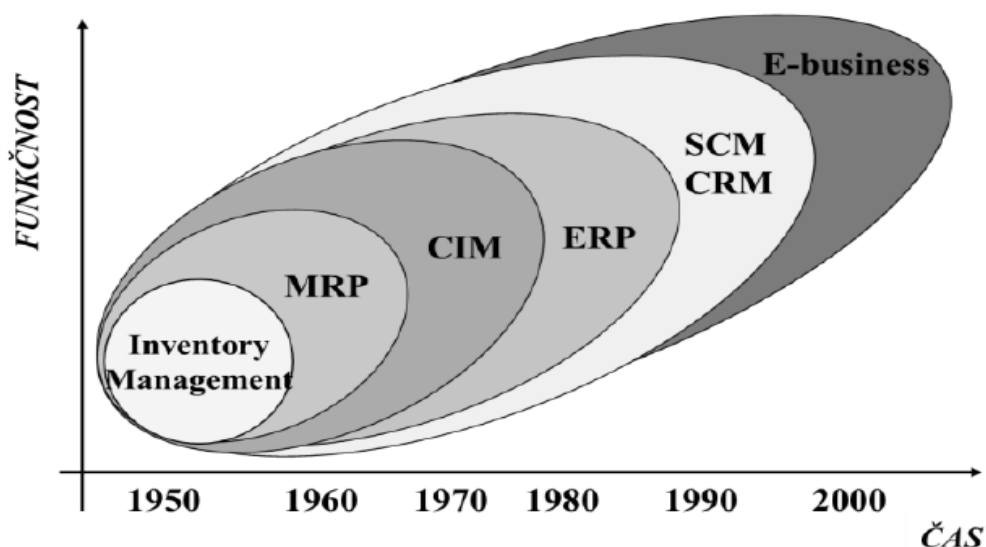 FUNKČNOST
E-business
SCM
CRM
ERP
CIM
MRP
Inventory
Management
1950 1960 1970 1980 1990 2000
ČAS